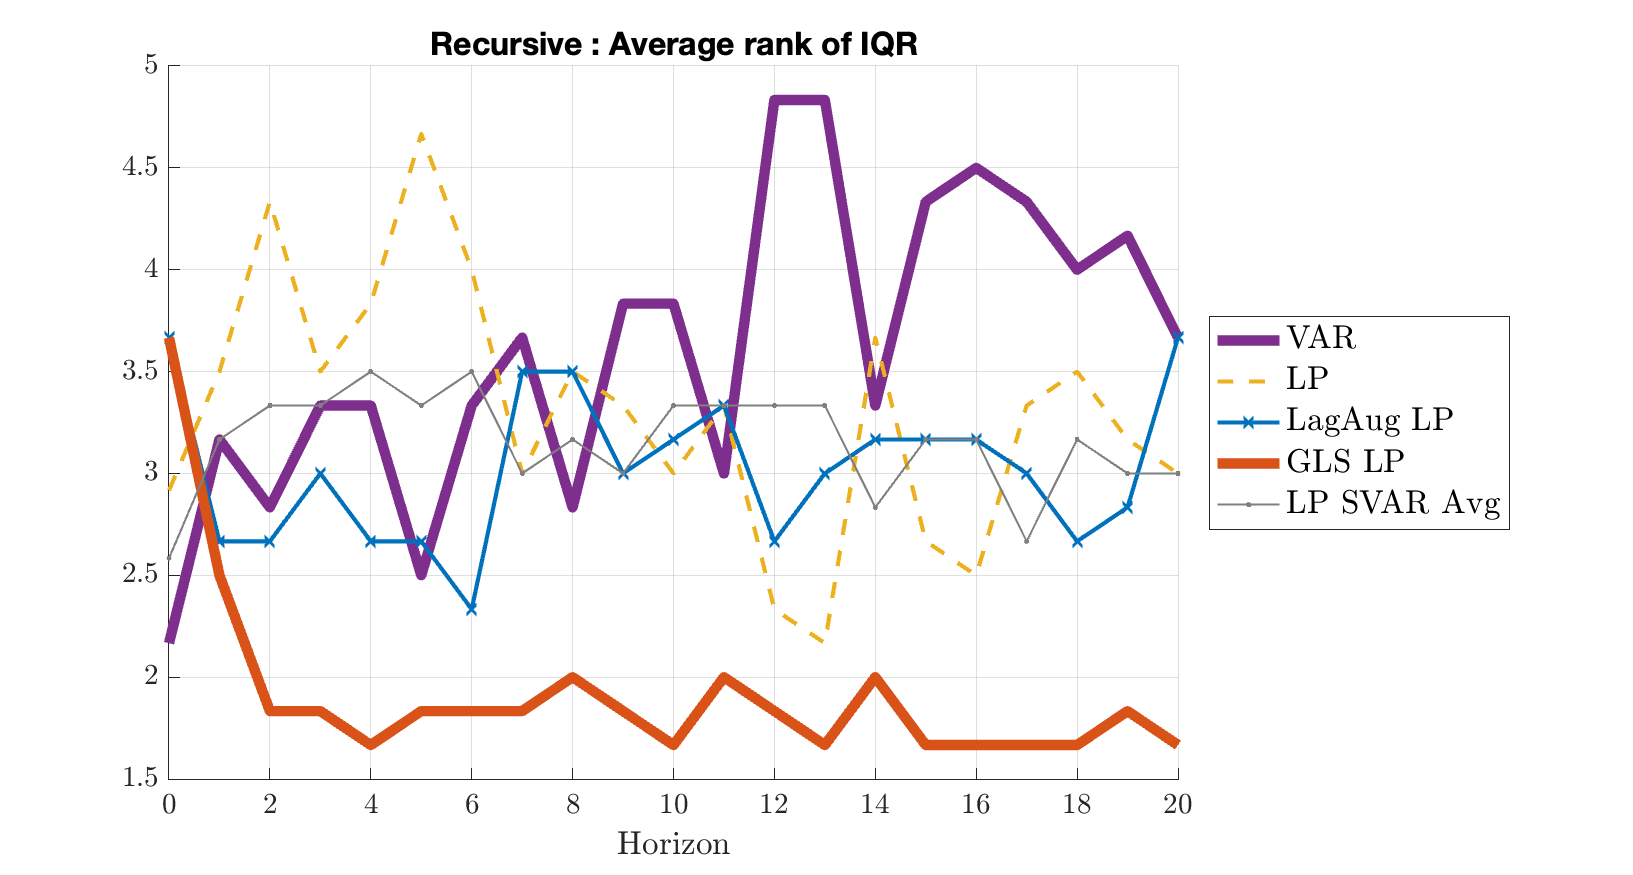 Recursive : Average rank of IQR
5
4.5
4
3.5
3
2.5
2
1.5
0 2 4 6 8 10 12 14 16 18 20
Horizon
VAR
LP
LagAug LP
GLS LP
LP SVAR Avg